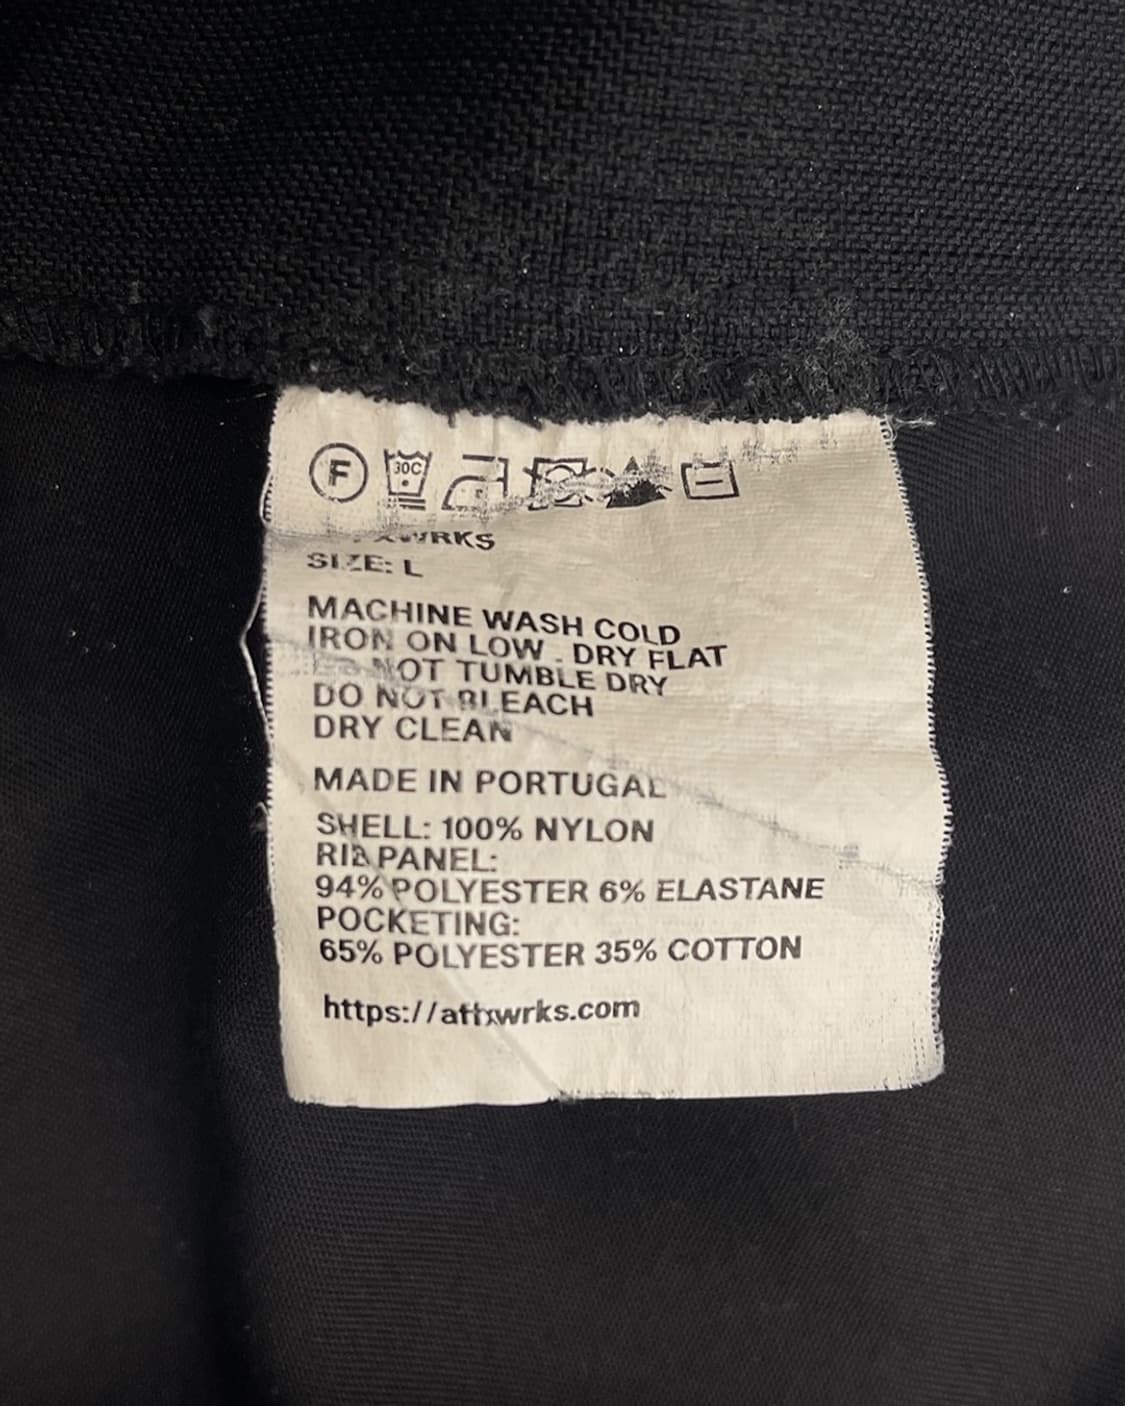 F
30C
SIZE: L
MACHINE WASH COLD
IRON ON LOW . DRY FLAT
NOT TUMBLE DRY
DO NOT BLEACH
DRY CLEAN
MADE IN PORTUGAL
SHELL: 100% NYLON
RIB PANEL:
94% POLYESTER 6% ELASTANE
POCKETING:
65% POLYESTER 35% COTTON
https://affxwrks.com